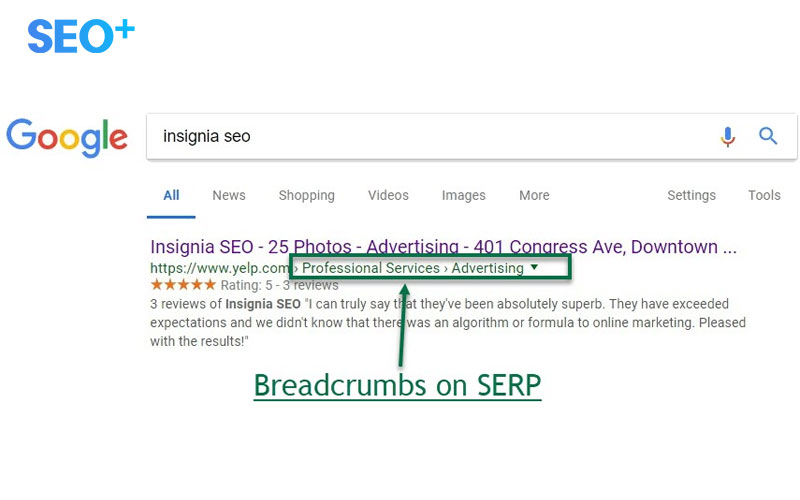 SEO+
Google
insignia seo
All News Shopping Videos Images More Settings Tools
Insignia SEO - 25 Photos - Advertising - 401 Congress Ave, Downtown ...
https://www.yelp.com › Professional Services › Advertising ▼
★★★★★ Rating: 5 - 3 reviews
3 reviews of Insignia SEO "I can truly say that they've been absolutely superb. They have exceeded
expectations and we didn't know that there was an algorithm or formula to online marketing. Pleased
with the results!"
Breadcrumbs on SERP